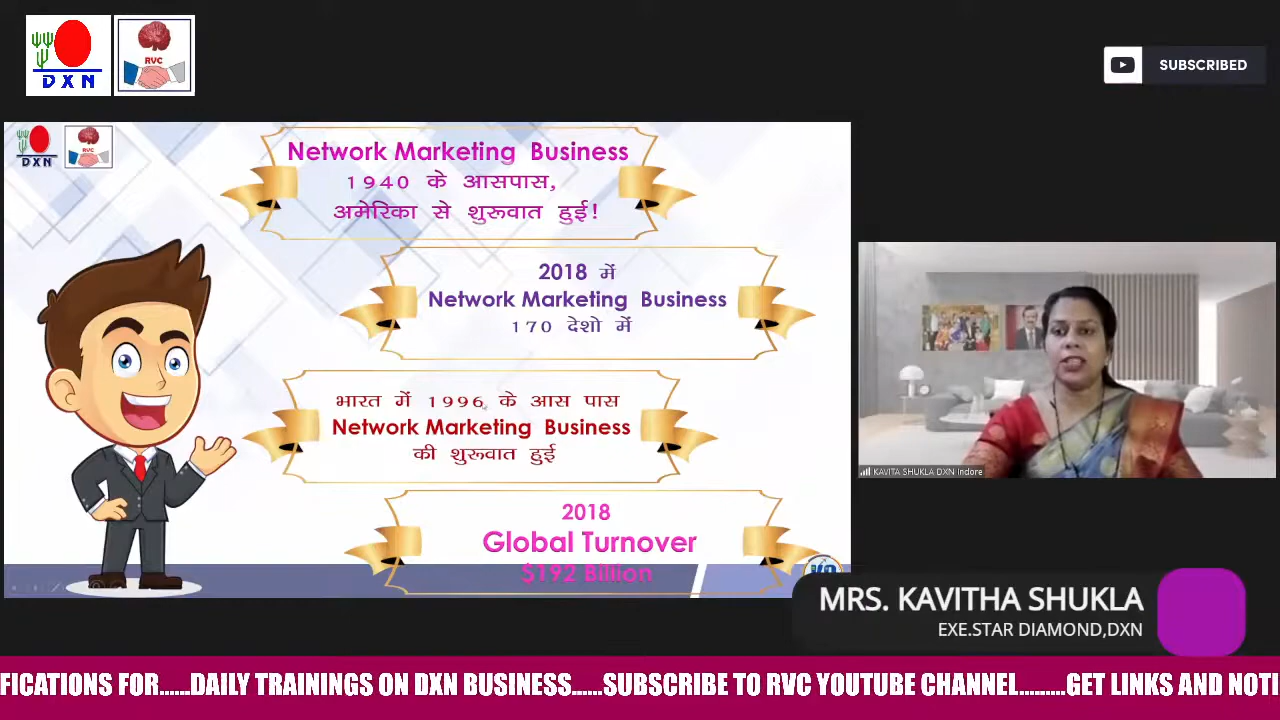 DXN
RVC
SUBSCRIBED
DXN
RVC
Network Marketing Business
1940 के आसपास,
अमेरिका से शुरूवात हुई!
2018 में
Network Marketing Business
170 देशो में
भारत में 1996 के आस पास
Network Marketing Business
की शुरूवात हुई
2018
Global Turnover
$192 Billion
KAVITA SHUKLA DXN Indore
MRS. KAVITHA SHUKLA
EXE.STAR DIAMOND,DXN
FICATIONS FOR......DAILY TRAININGS ON DXN BUSINESS......SUBSCRIBE TO RVC YOUTUBE CHANNEL.........GET LINKS AND NOTI